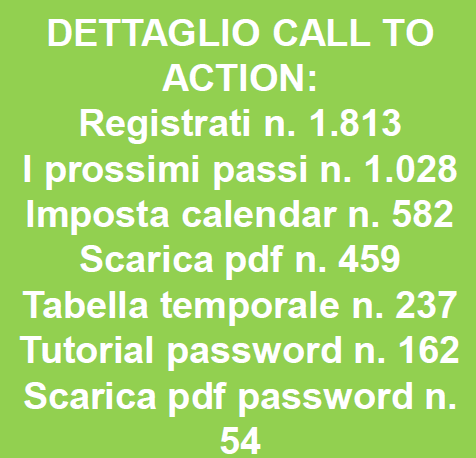 DETTAGLIO CALL TO
ACTION:
Registrati n. 1.813
I prossimi passi n. 1.028
Imposta calendar n. 582
Scarica pdf n. 459
Tabella temporale n. 237
Tutorial password n. 162
Scarica pdf password n.
54